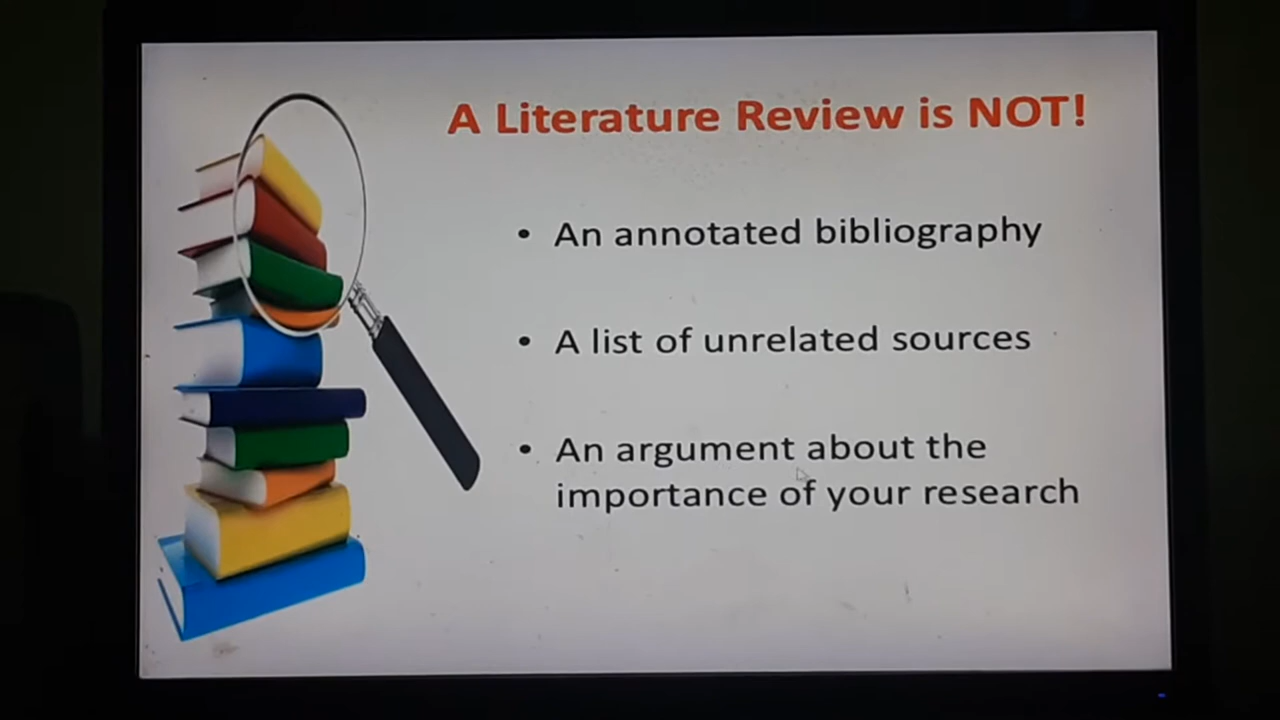 A Literature Review is NOT!
• An annotated bibliography
• A list of unrelated sources
• An argument about the
importance of your research